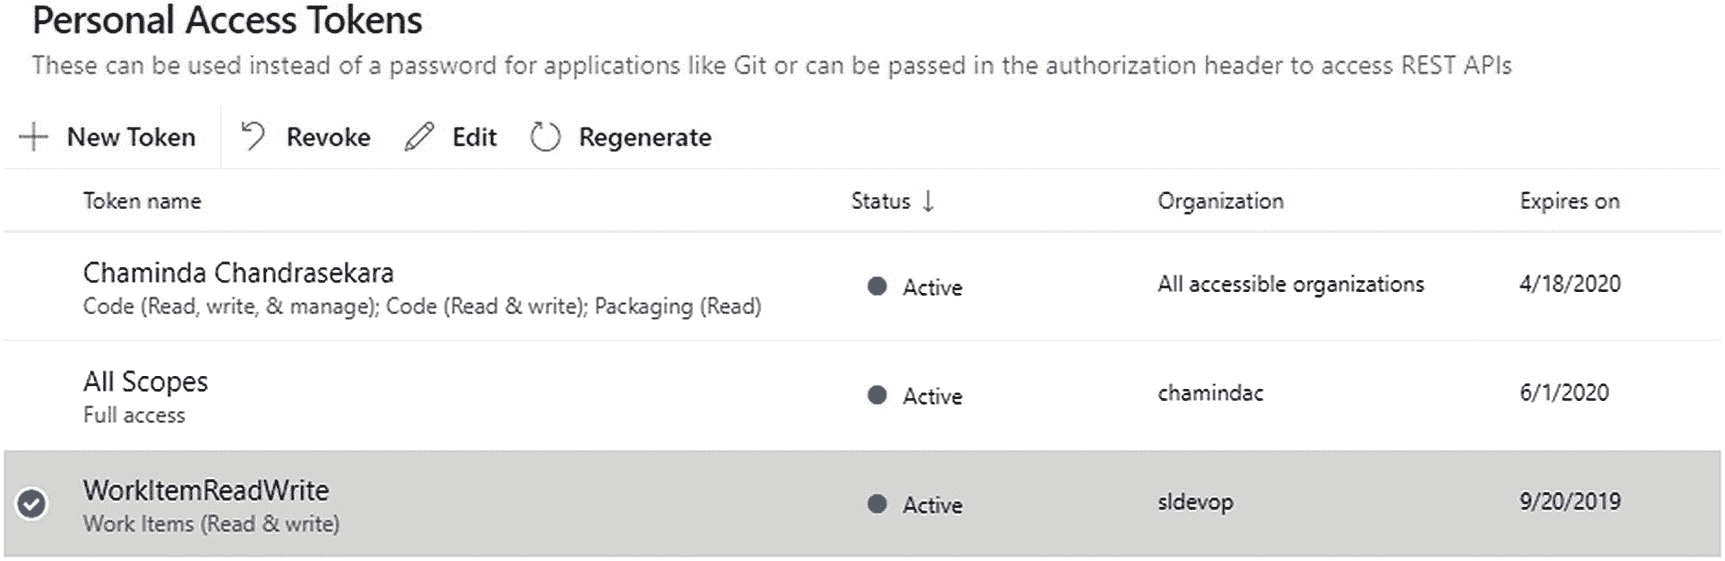 Personal Access Tokens
These can be used instead of a password for applications like Git or can be passed in the authorization header to access REST APIs
New Token Revoke Edit Regenerate
Token name Status ↓ Organization Expires on
Chaminda Chandrasekara Active All accessible organizations 4/18/2020
Code (Read, write, & manage); Code (Read & write); Packaging (Read)
All Scopes Active chamindac 6/1/2020
Full access
WorkItemReadWrite Active sldevop 9/20/2019
Work Items (Read & write)